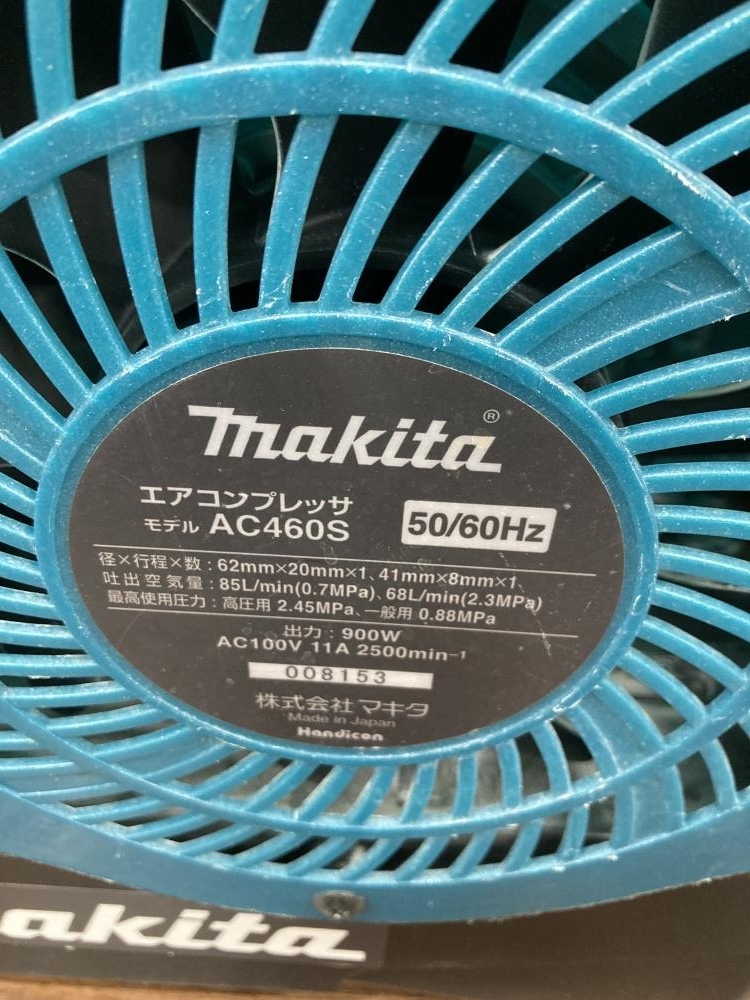 makita®
エアコンプレッサ
モデル AC460S 50/60Hz
径×行程×数:62mm×20mm×1、41mm×8mm×1
吐出空気量:85L/min(0.7MPa)、68L/min(2.3MPa)
最高使用圧力:高圧用 2.45MPa、一般用 0.88MPa
出力:900W
AC100V 11A 2500min-1
008153
株式会社 マキタ
Made in Japan
Handicon
akita